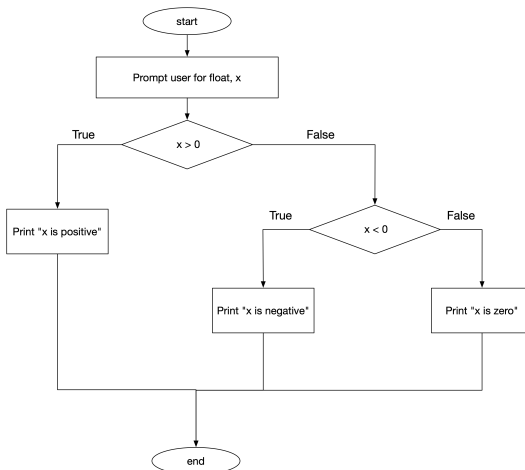 start
Prompt user for float, x
True
False
x > 0
Print "x is positive"
True
False
x < 0
Print "x is negative"
Print "x is zero"
end